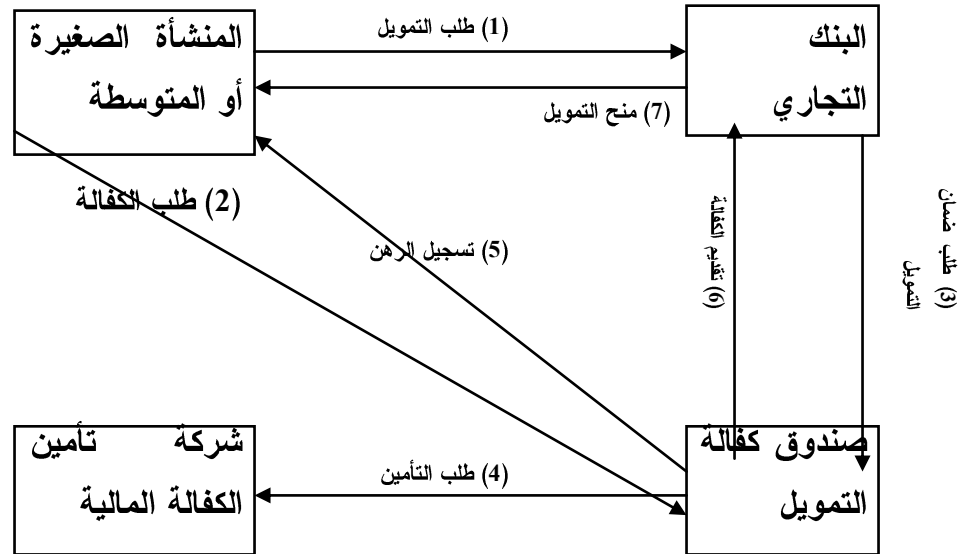 المنشأة الصغيرة
أو المتوسطة
(1) طلب التمويل
(7) منح التمويل
البنك
التجاري
(2) طلب الكفالة
(5) تسجيل الرهن
(6) تقديم الكفالة
(3) طلب ضمان
التمويل
شركة تأمين
الكفالة المالية
(4) طلب التأمين
صندوق كفالة
التمويل